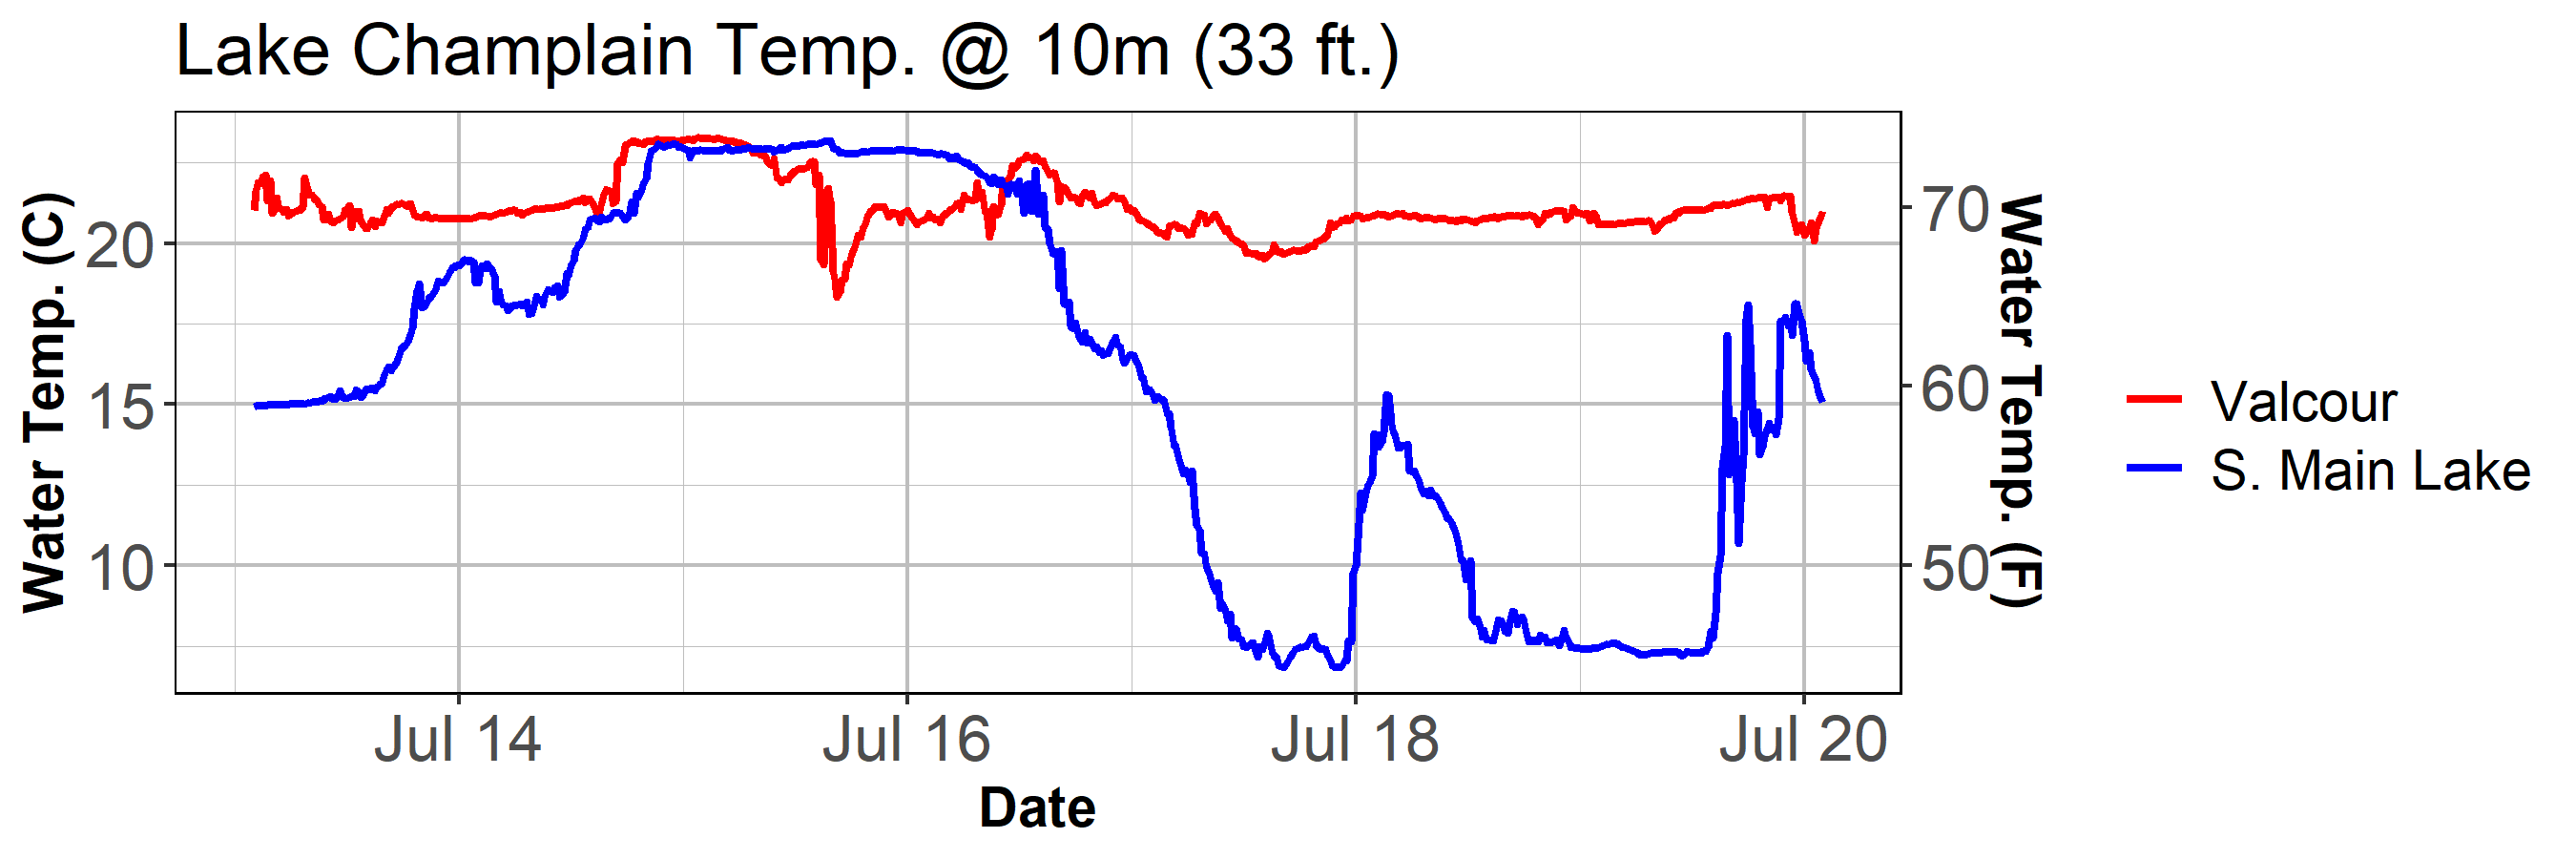 Lake Champlain Temp. @ 10m (33 ft.)
Water Temp. (C)
20
15
10
70
60
50
Water Temp. (F)
Valcour
S. Main Lake
Jul 14
Jul 16
Jul 18
Jul 20
Date